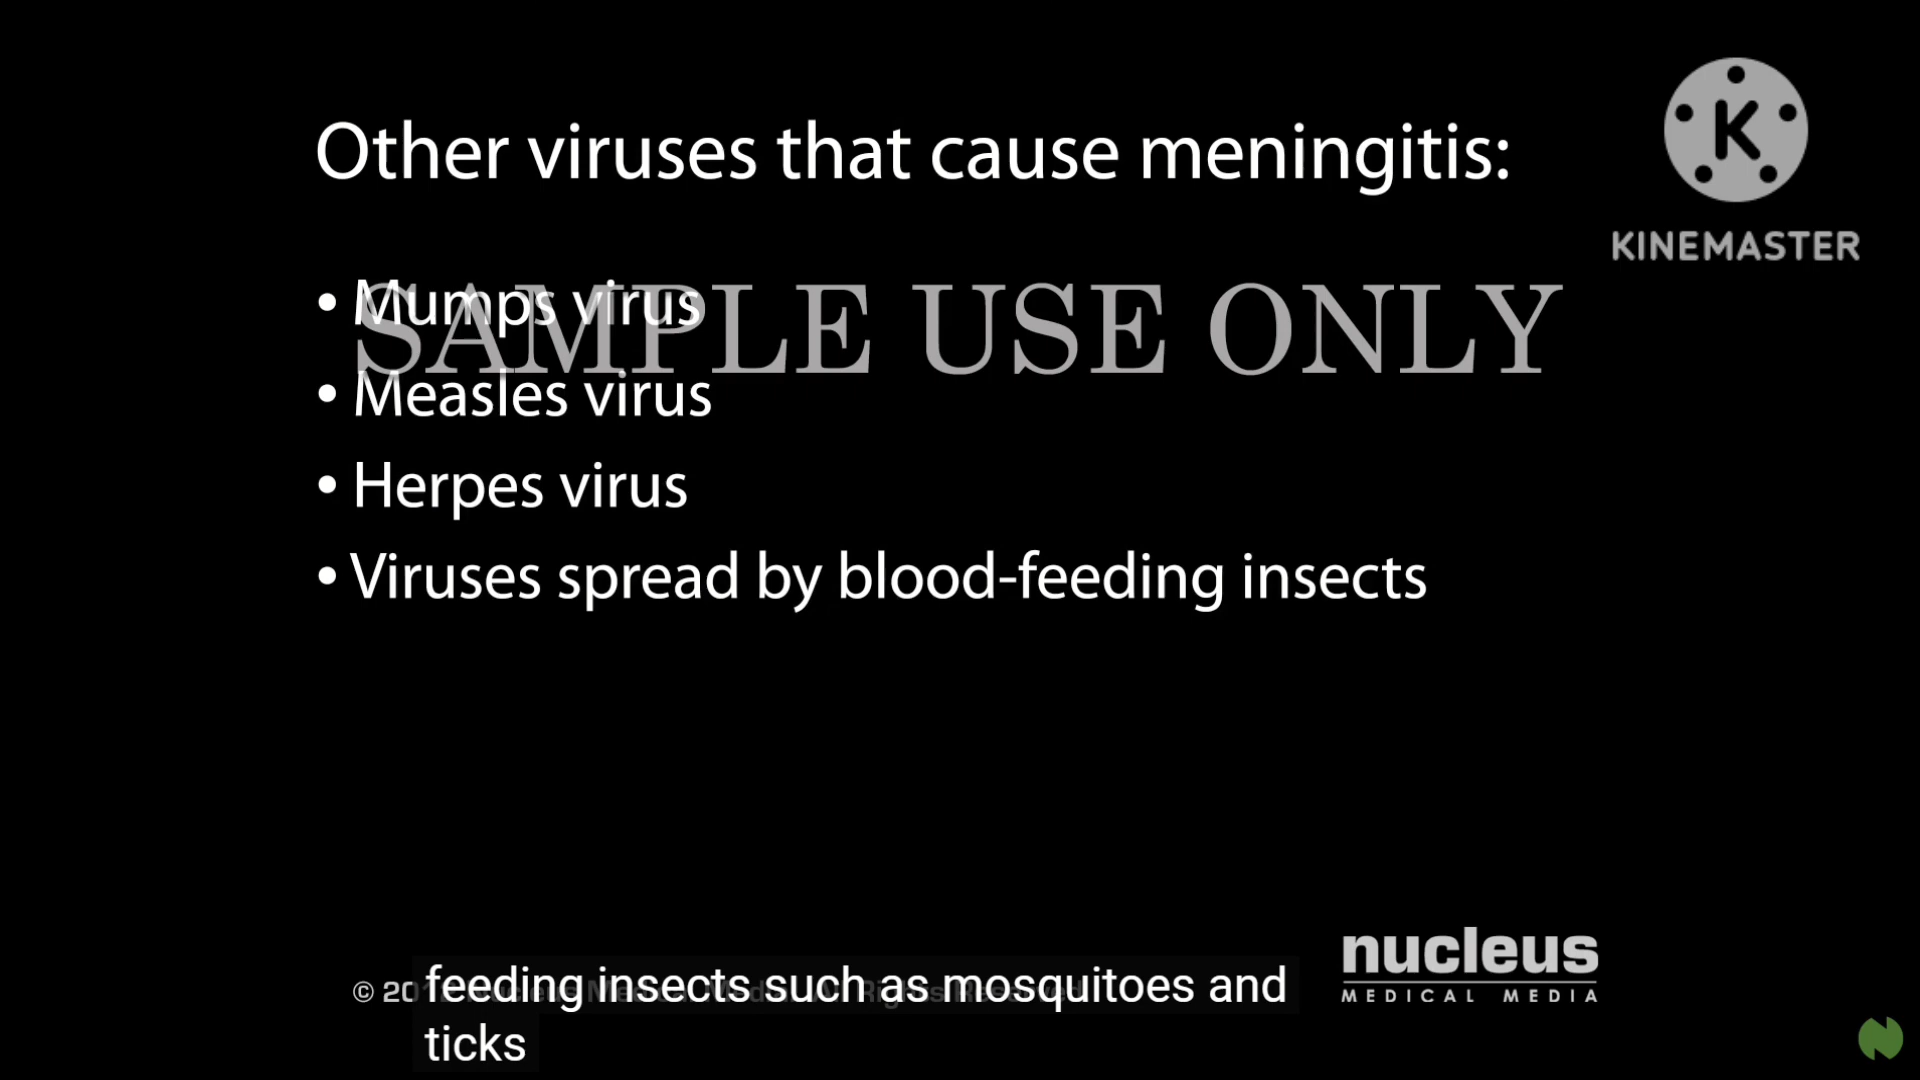 Other viruses that cause meningitis:
K
KINEMASTER
• Mumps virus
SAMPLE USE ONLY
• Measles virus
• Herpes virus
• Viruses spread by blood-feeding insects
nucleus
MEDICAL MEDIA
© 20
feeding insects such as mosquitoes and
ticks